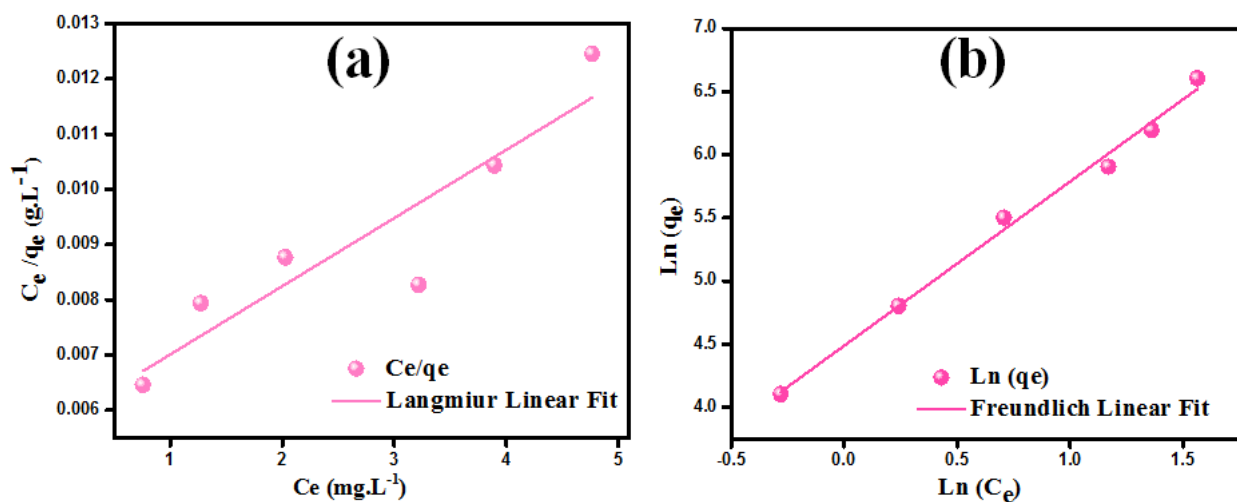 (a)
0.013
0.012
0.011
0.010
0.009
0.008
0.007
0.006
Ce/qe (g.L-1)
1
2
3
4
5
Ce (mg.L-1)
Ce/qe
Langmiur Linear Fit
(b)
7.0
6.5
6.0
5.5
5.0
4.5
4.0
Ln (qe)
-0.5
0.0
0.5
1.0
1.5
Ln (Ce)
Ln (qe)
Freundlich Linear Fit